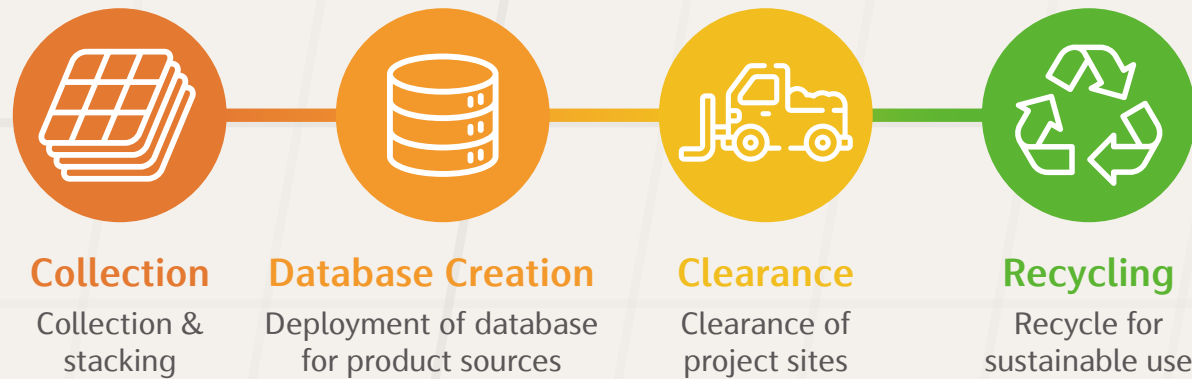 Collection
Collection &
stacking
Database Creation
Deployment of database
for product sources
Clearance
Clearance of
project sites
Recycling
Recycle for
sustainable use